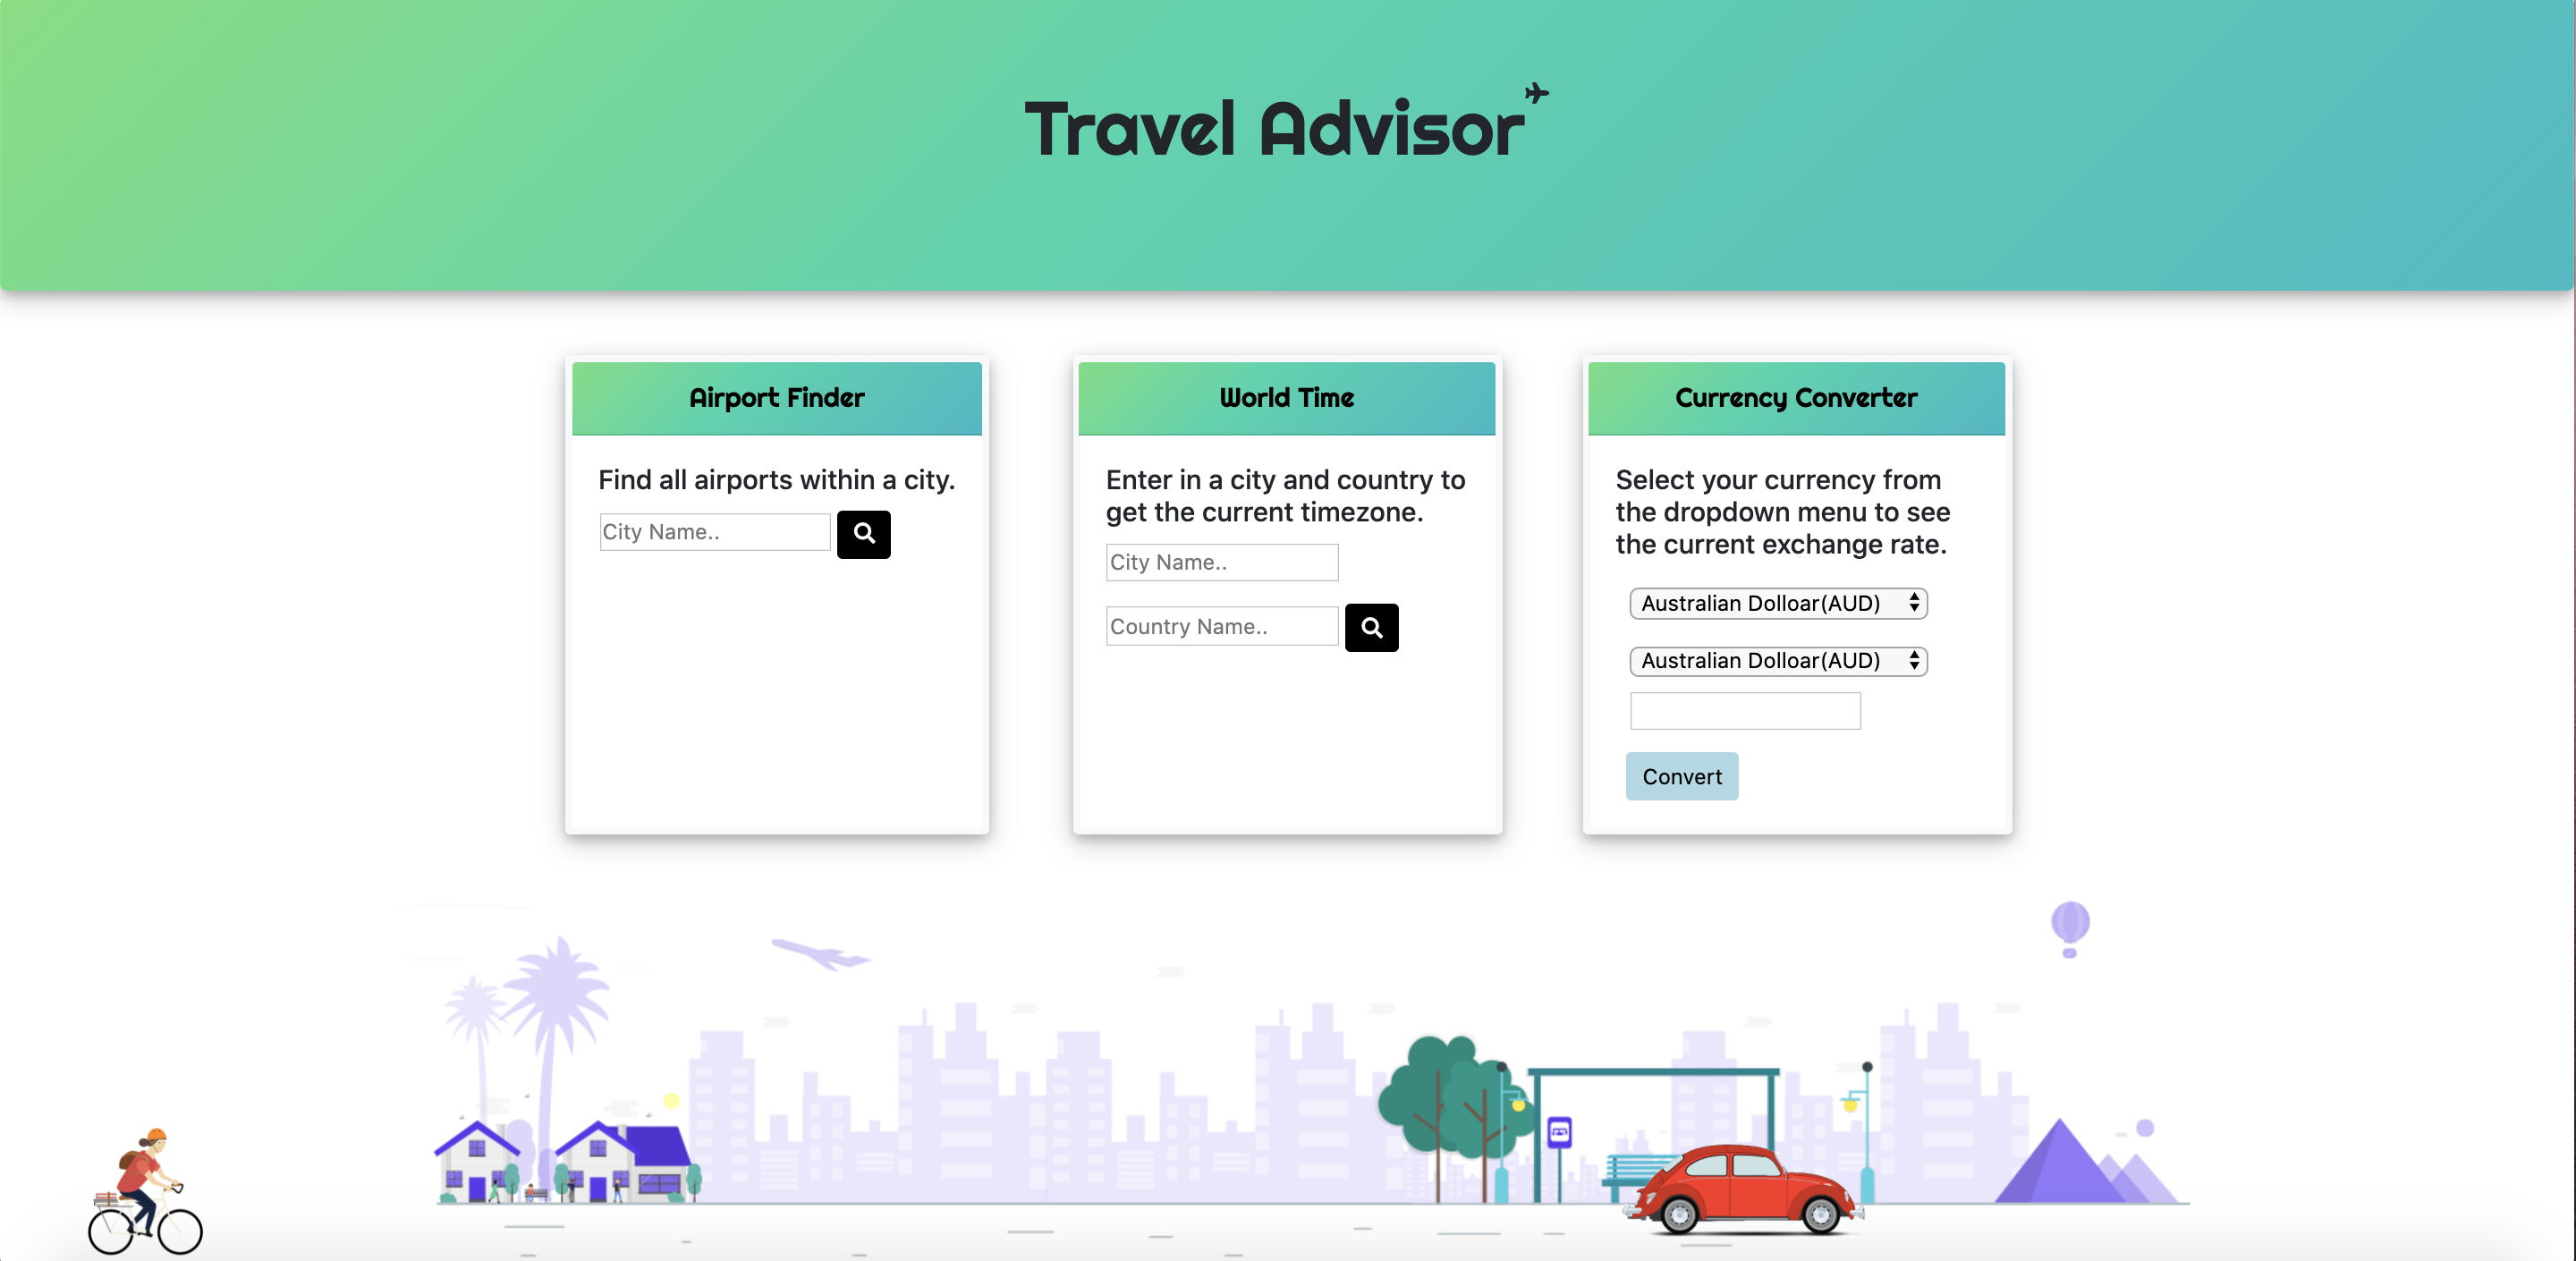 Travel Advisor
Airport Finder
Find all airports within a city.
City Name..
World Time
Enter in a city and country to
get the current timezone.
City Name..
Country Name..
Currency Converter
Select your currency from
the dropdown menu to see
the current exchange rate.
Australian Dolloar(AUD)
Australian Dolloar(AUD)
Convert